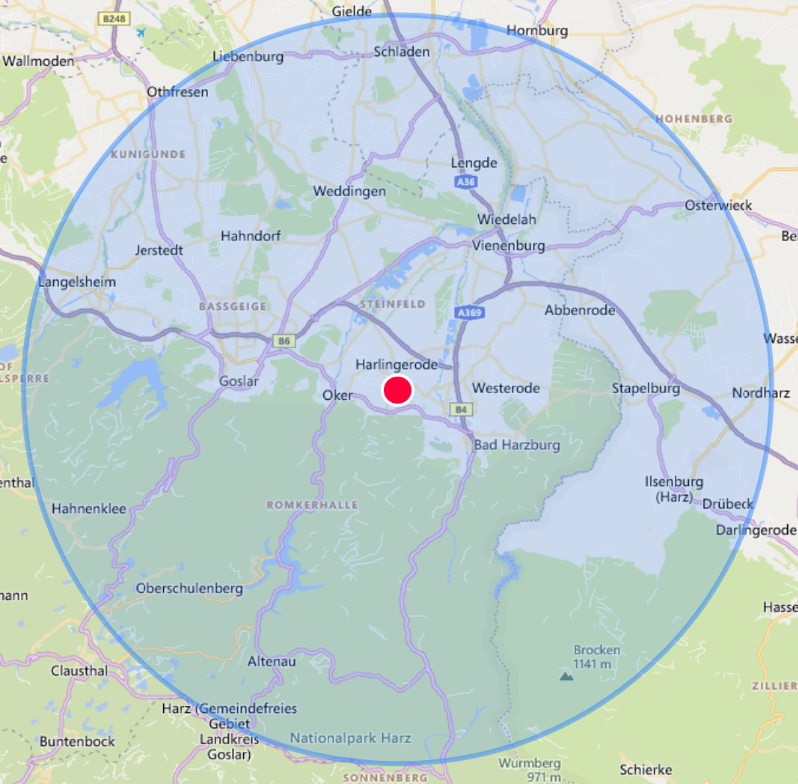 Gielde
B248
Hornburg
Schladen
Liebenburg
Wallmoden
Othfresen
HOHENBERG
KUNIGUNDE
Lengde
A36
Weddingen
Osterwieck
Wiedelah
Hahndorf
Vienenburg
Be
Jerstedt
Langelsheim
BASSGEIGE
STEINFELD
A369
Abbenrode
B6
Wasse
Harlingerode
OF
LSPERRE
Goslar
Oker
Westerode
Stapelburg
Nordharz
B4
Bad Harzburg
enthal
Ilsenburg
(Harz)
Drübeck
Hahnenklee
ROMKERHALLE
Darlingerode
Oberschulenberg
mann
Hasse
Brocken
1141 m
Altenau
Clausthal
ZILLIER
Harz (Gemeindefreies
Gebiet
Landkreis
Goslar)
Buntenbock
Nationalpark Harz
Wurmberg
971 m
Schierke
SONNENBERG